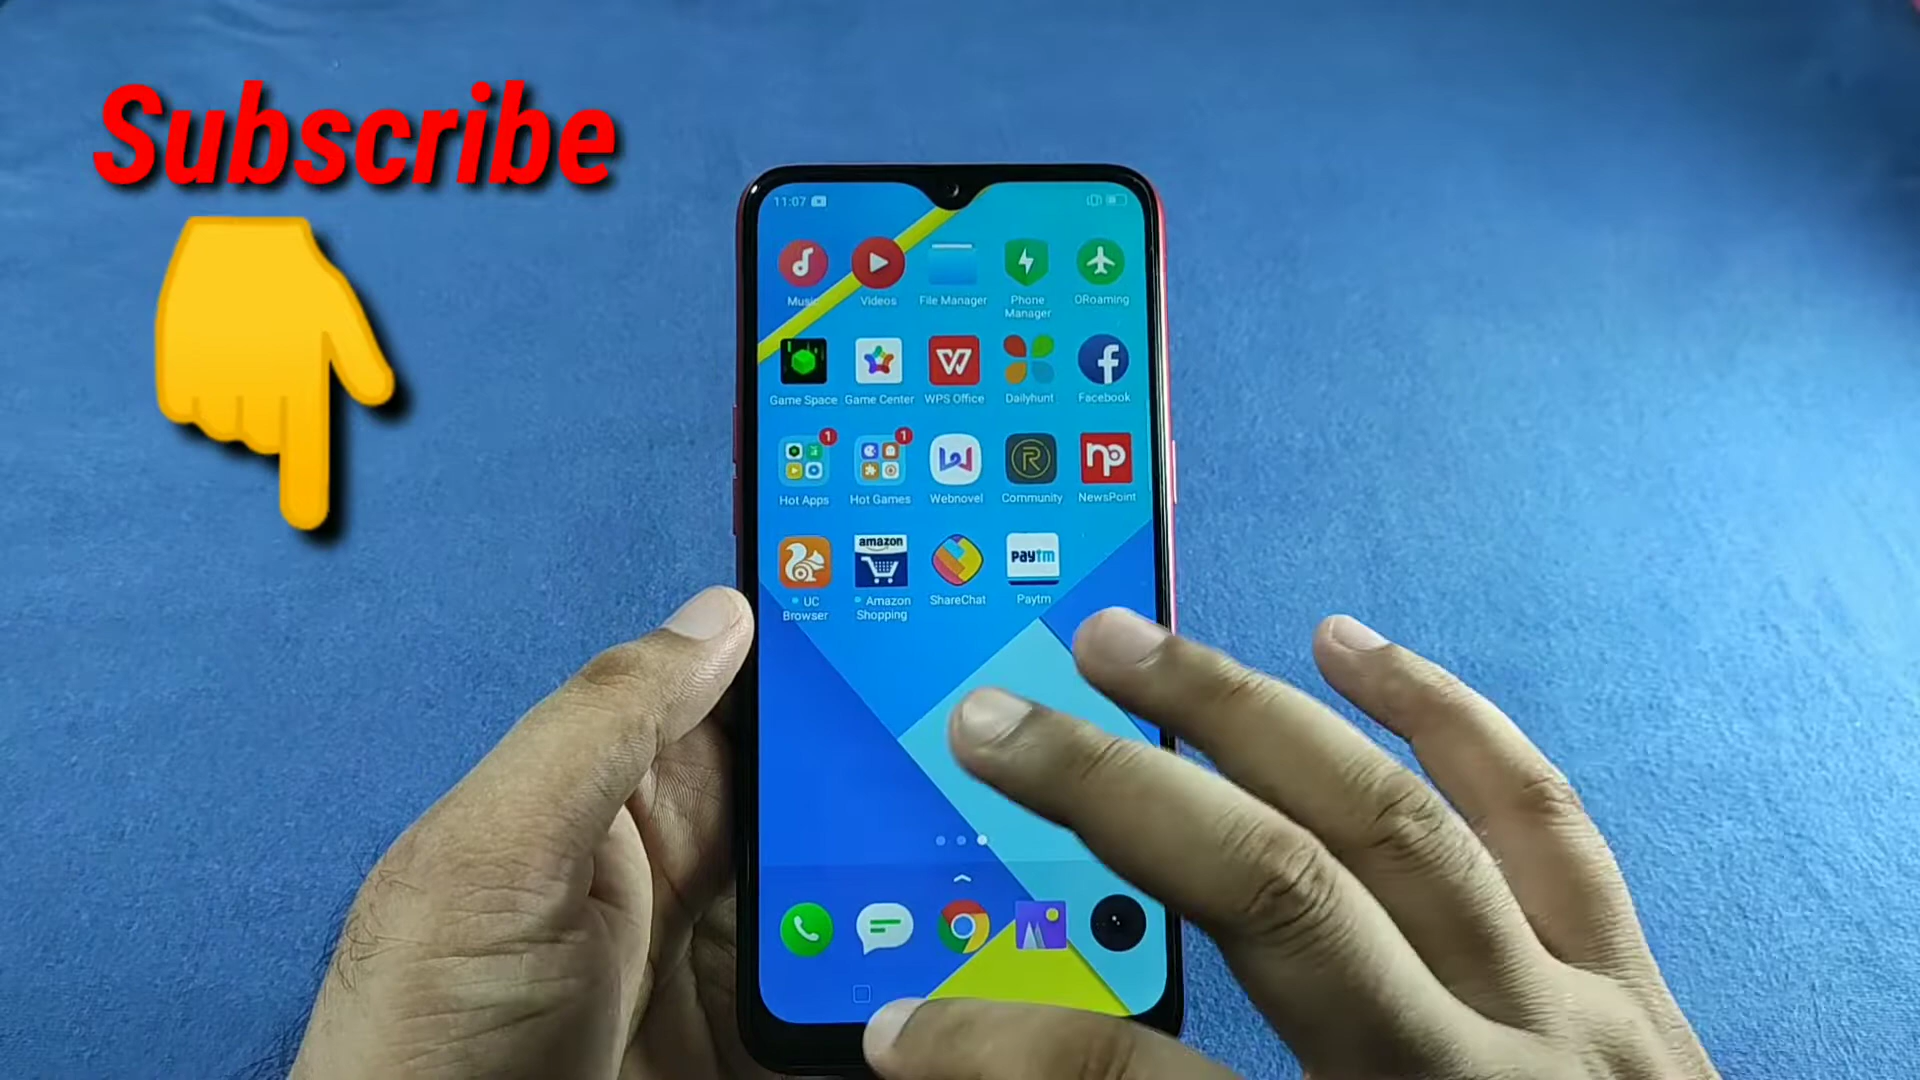 Subscribe
11:07
Music
Videos
File Manager
Phone
Manager
ORoaming
Game Space
Game Center
WPS Office
Dailyhunt
Facebook
1
1
Hot Apps
Hot Games
Webnovel
R
Community
np
NewsPoint
amazon
paytm
UC
Browser
Amazon
Shopping
ShareChat
Paytm